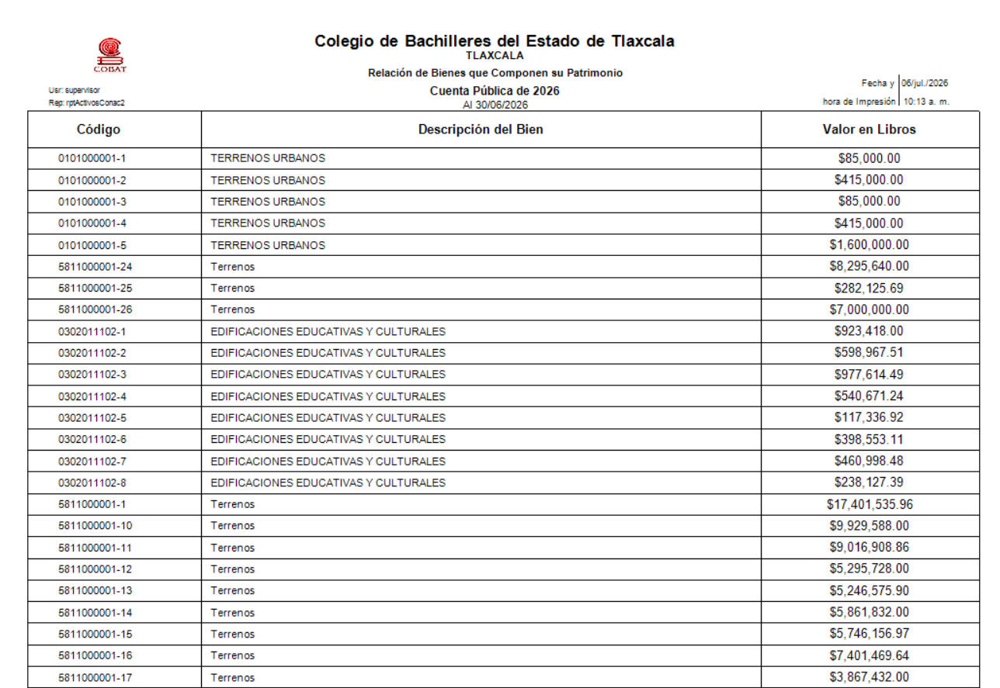 Colegio de Bachilleres del Estado de Tlaxcala
TLAXCALA
COBAT
Relación de Bienes que Componen su Patrimonio
Usr: supervisor
Cuenta Pública de 2026
Fecha y 06/jul./2026
Rep: rptActivosConac2
Al 30/06/2026
hora de Impresión 10:13 a. m.
Código Descripción del Bien Valor en Libros
0101000001-1 TERRENOS URBANOS $85,000.00
0101000001-2 TERRENOS URBANOS $415,000.00
0101000001-3 TERRENOS URBANOS $85,000.00
0101000001-4 TERRENOS URBANOS $415,000.00
0101000001-5 TERRENOS URBANOS $1,600,000.00
5811000001-24 Terrenos $8,295,640.00
5811000001-25 Terrenos $282,125.69
5811000001-26 Terrenos $7,000,000.00
0302011102-1 EDIFICACIONES EDUCATIVAS Y CULTURALES $923,418.00
0302011102-2 EDIFICACIONES EDUCATIVAS Y CULTURALES $598,967.51
0302011102-3 EDIFICACIONES EDUCATIVAS Y CULTURALES $977,614.49
0302011102-4 EDIFICACIONES EDUCATIVAS Y CULTURALES $540,671.24
0302011102-5 EDIFICACIONES EDUCATIVAS Y CULTURALES $117,336.92
0302011102-6 EDIFICACIONES EDUCATIVAS Y CULTURALES $398,553.11
0302011102-7 EDIFICACIONES EDUCATIVAS Y CULTURALES $460,998.48
0302011102-8 EDIFICACIONES EDUCATIVAS Y CULTURALES $238,127.39
5811000001-1 Terrenos $17,401,535.96
5811000001-10 Terrenos $9,929,588.00
5811000001-11 Terrenos $9,016,908.86
5811000001-12 Terrenos $5,295,728.00
5811000001-13 Terrenos $5,246,575.90
5811000001-14 Terrenos $5,861,832.00
5811000001-15 Terrenos $5,746,156.97
5811000001-16 Terrenos $7,401,469.64
5811000001-17 Terrenos $3,867,432.00